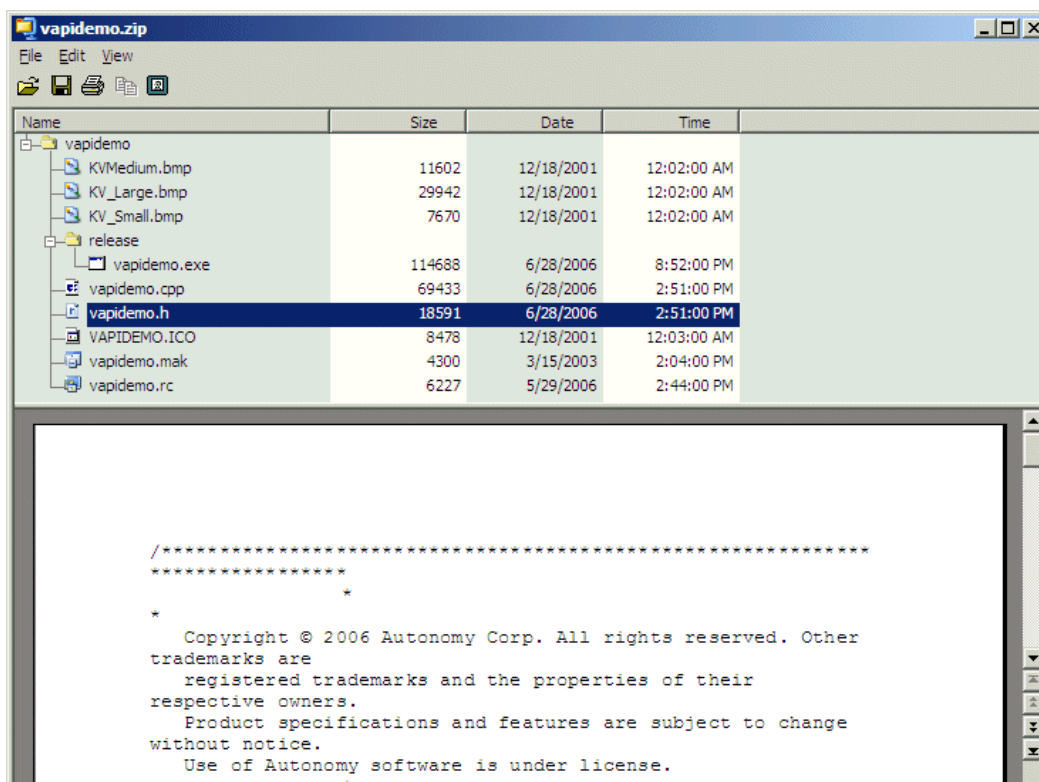 vapidemo.zip
File Edit View
Name Size Date Time
vapidemo
KVMedium.bmp 11602 12/18/2001 12:02:00 AM
KV_Large.bmp 29942 12/18/2001 12:02:00 AM
KV_Small.bmp 7670 12/18/2001 12:02:00 AM
release
vapidemo.exe 114688 6/28/2006 8:52:00 PM
vapidemo.cpp 69433 6/28/2006 2:51:00 PM
vapidemo.h 18591 6/28/2006 2:51:00 PM
VAPIDEMO.ICO 8478 12/18/2001 12:03:00 AM
vapidemo.mak 4300 3/15/2003 2:04:00 PM
vapidemo.rc 6227 5/29/2006 2:44:00 PM
/*************************************************************
*****************
*
*
Copyright © 2006 Autonomy Corp. All rights reserved. Other
trademarks are
registered trademarks and the properties of their
respective owners.
Product specifications and features are subject to change
without notice.
Use of Autonomy software is under license.